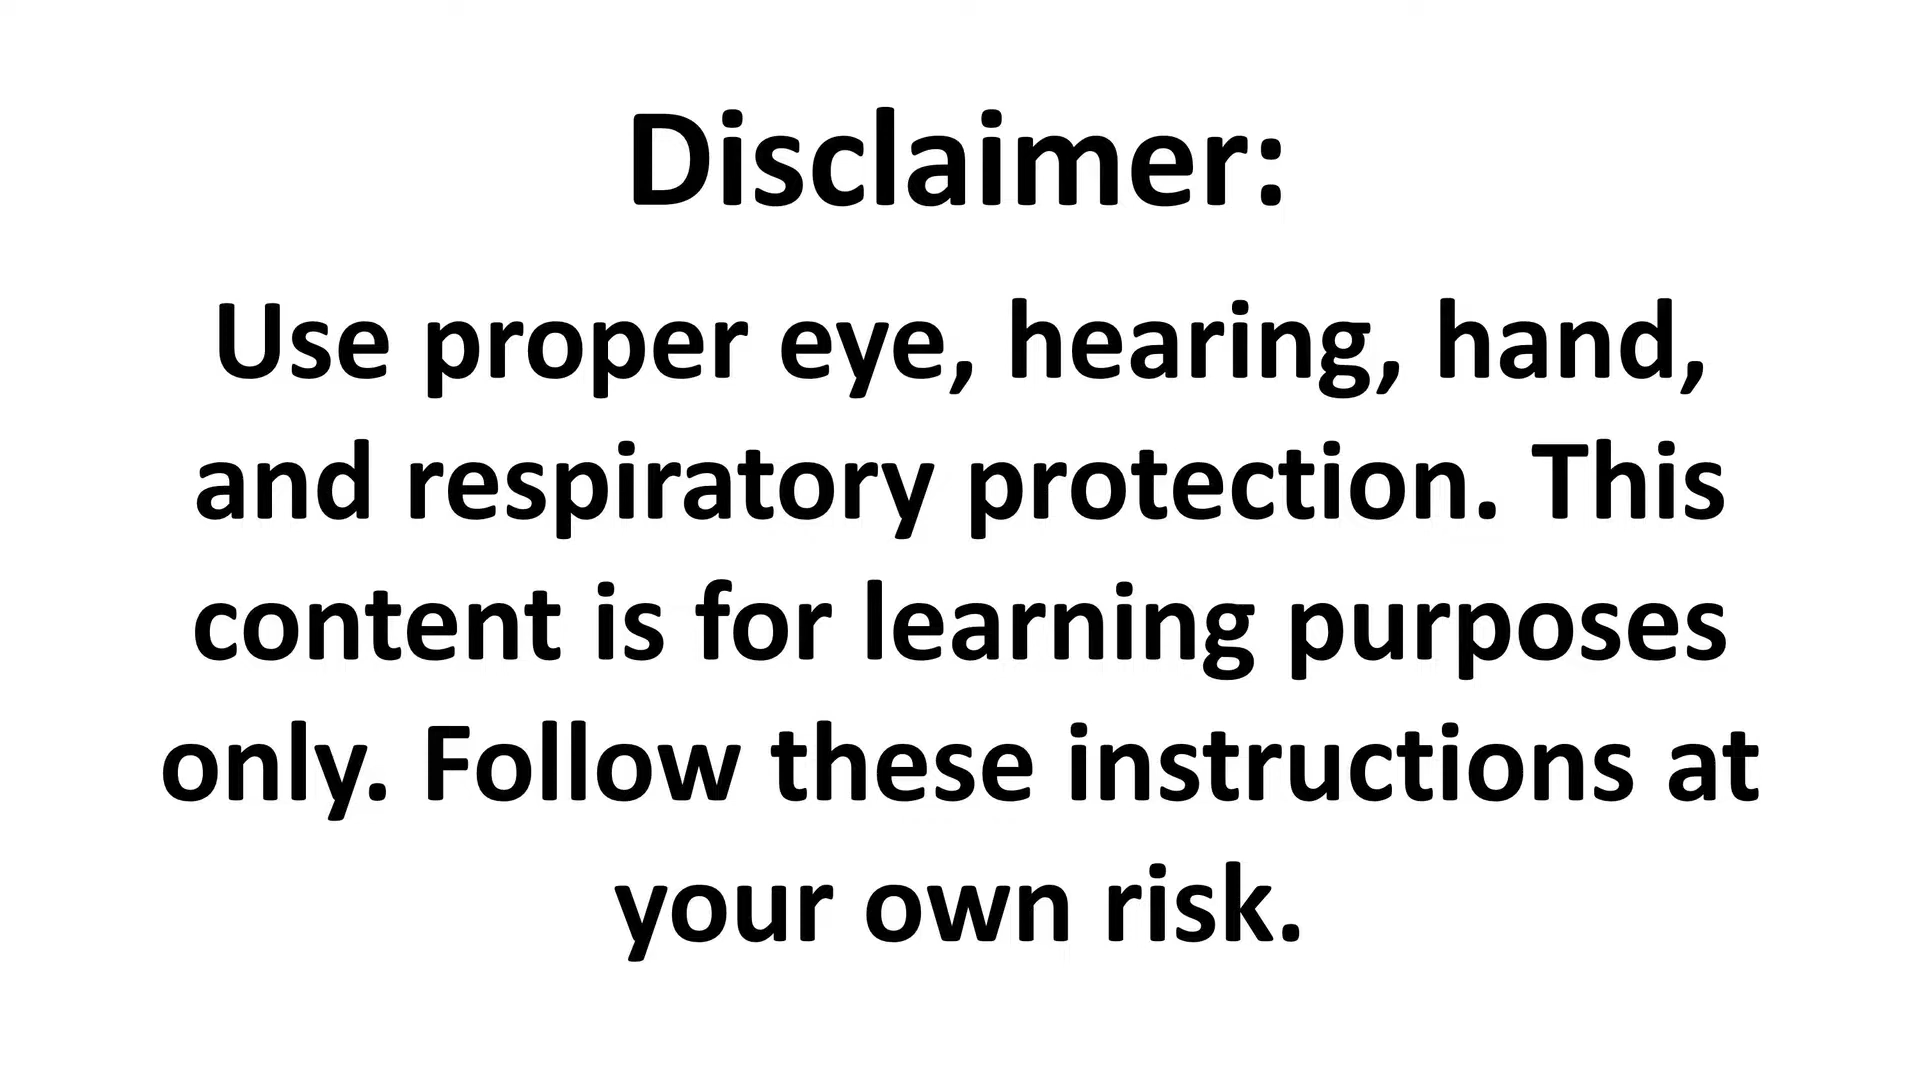 Disclaimer:
Use proper eye, hearing, hand,
and respiratory protection. This
content is for learning purposes
only. Follow these instructions at
your own risk.